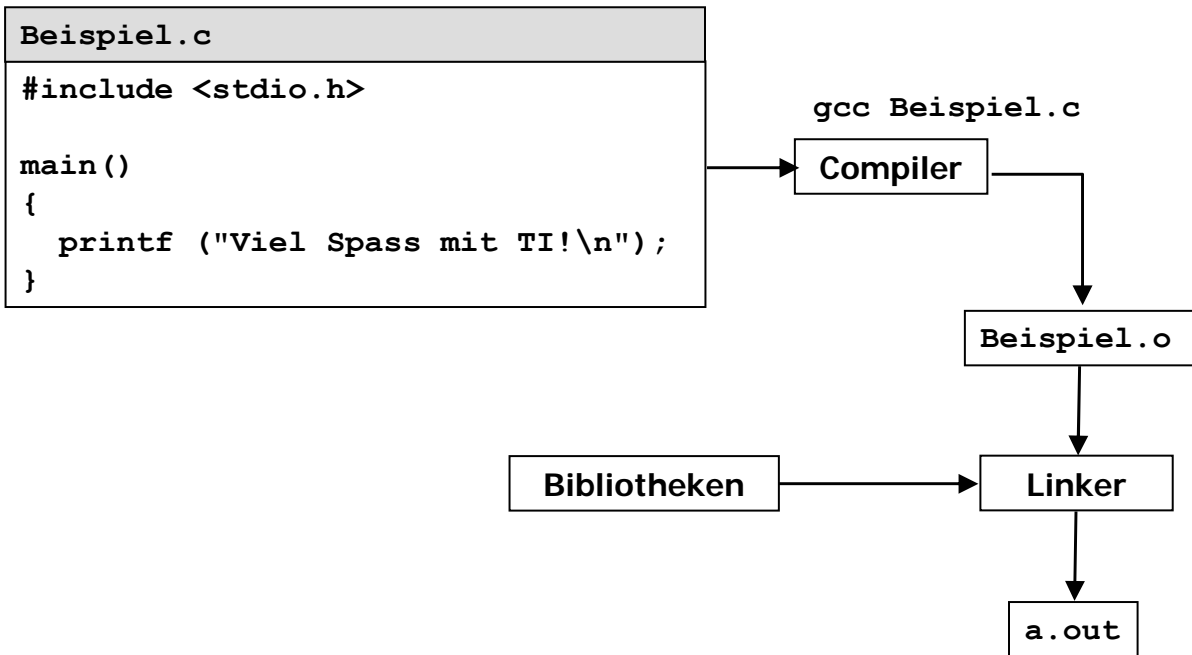 Beispiel.c
#include <stdio.h>
main()
{
printf ("Viel Spass mit TI!\n");
}
gcc Beispiel.c
Compiler
Beispiel.o
Bibliotheken
Linker
a.out